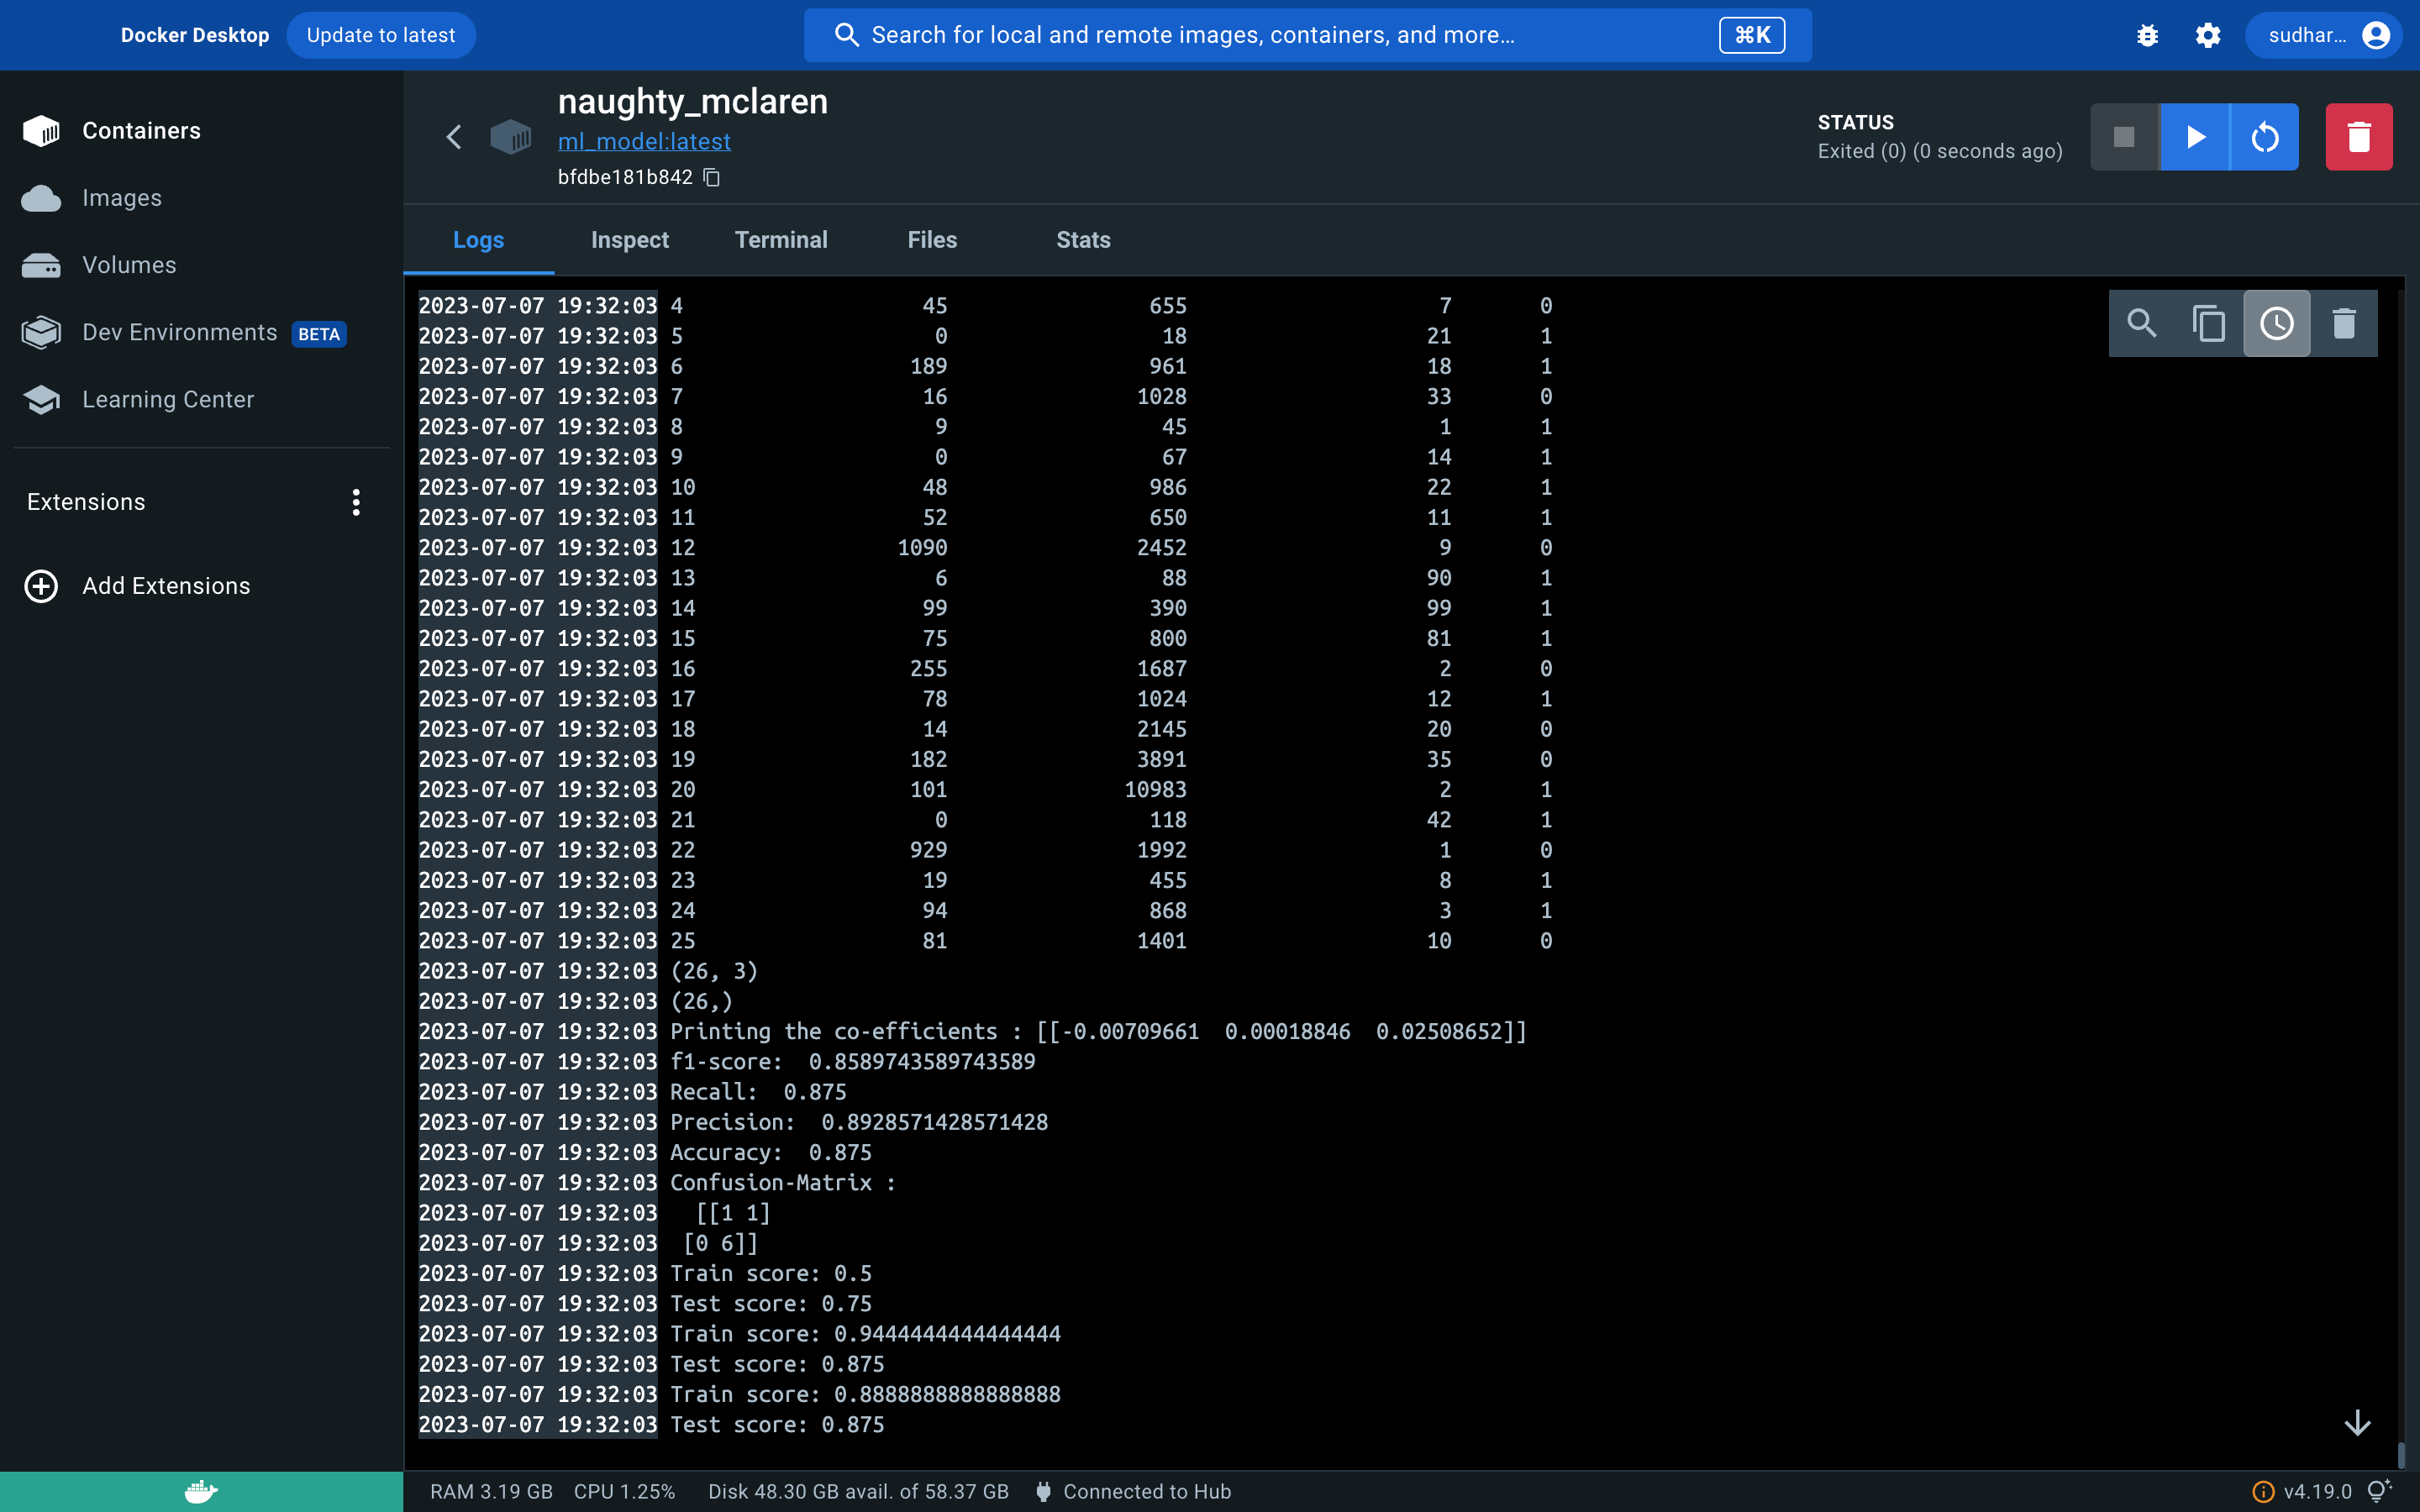 Docker Desktop Update to latest Search for local and remote images, containers, and more... ⌘K sudhar...
Containers
Images
Volumes
Dev Environments BETA
Learning Center
Extensions
Add Extensions
naughty_mclaren
ml_model:latest
bfdbe181b842
STATUS
Exited (0) (0 seconds ago)
Logs Inspect Terminal Files Stats
2023-07-07 19:32:03 4 45 655 7 0
2023-07-07 19:32:03 5 0 18 21 1
2023-07-07 19:32:03 6 189 961 18 1
2023-07-07 19:32:03 7 16 1028 33 0
2023-07-07 19:32:03 8 9 45 1 1
2023-07-07 19:32:03 9 0 67 14 1
2023-07-07 19:32:03 10 48 986 22 1
2023-07-07 19:32:03 11 52 650 11 1
2023-07-07 19:32:03 12 1090 2452 9 0
2023-07-07 19:32:03 13 6 88 90 1
2023-07-07 19:32:03 14 99 390 99 1
2023-07-07 19:32:03 15 75 800 81 1
2023-07-07 19:32:03 16 255 1687 2 0
2023-07-07 19:32:03 17 78 1024 12 1
2023-07-07 19:32:03 18 14 2145 20 0
2023-07-07 19:32:03 19 182 3891 35 0
2023-07-07 19:32:03 20 101 10983 2 1
2023-07-07 19:32:03 21 0 118 42 1
2023-07-07 19:32:03 22 929 1992 1 0
2023-07-07 19:32:03 23 19 455 8 1
2023-07-07 19:32:03 24 94 868 3 1
2023-07-07 19:32:03 25 81 1401 10 0
2023-07-07 19:32:03 (26, 3)
2023-07-07 19:32:03 (26,)
2023-07-07 19:32:03 Printing the co-efficients : [[-0.00709661 0.00018846 0.02508652]]
2023-07-07 19:32:03 f1-score: 0.8589743589743589
2023-07-07 19:32:03 Recall: 0.875
2023-07-07 19:32:03 Precision: 0.8928571428571428
2023-07-07 19:32:03 Accuracy: 0.875
2023-07-07 19:32:03 Confusion-Matrix :
2023-07-07 19:32:03 [[1 1]
2023-07-07 19:32:03 [0 6]]
2023-07-07 19:32:03 Train score: 0.5
2023-07-07 19:32:03 Test score: 0.75
2023-07-07 19:32:03 Train score: 0.9444444444444444
2023-07-07 19:32:03 Test score: 0.875
2023-07-07 19:32:03 Train score: 0.8888888888888888
2023-07-07 19:32:03 Test score: 0.875
RAM 3.19 GB CPU 1.25% Disk 48.30 GB avail. of 58.37 GB Connected to Hub v4.19.0